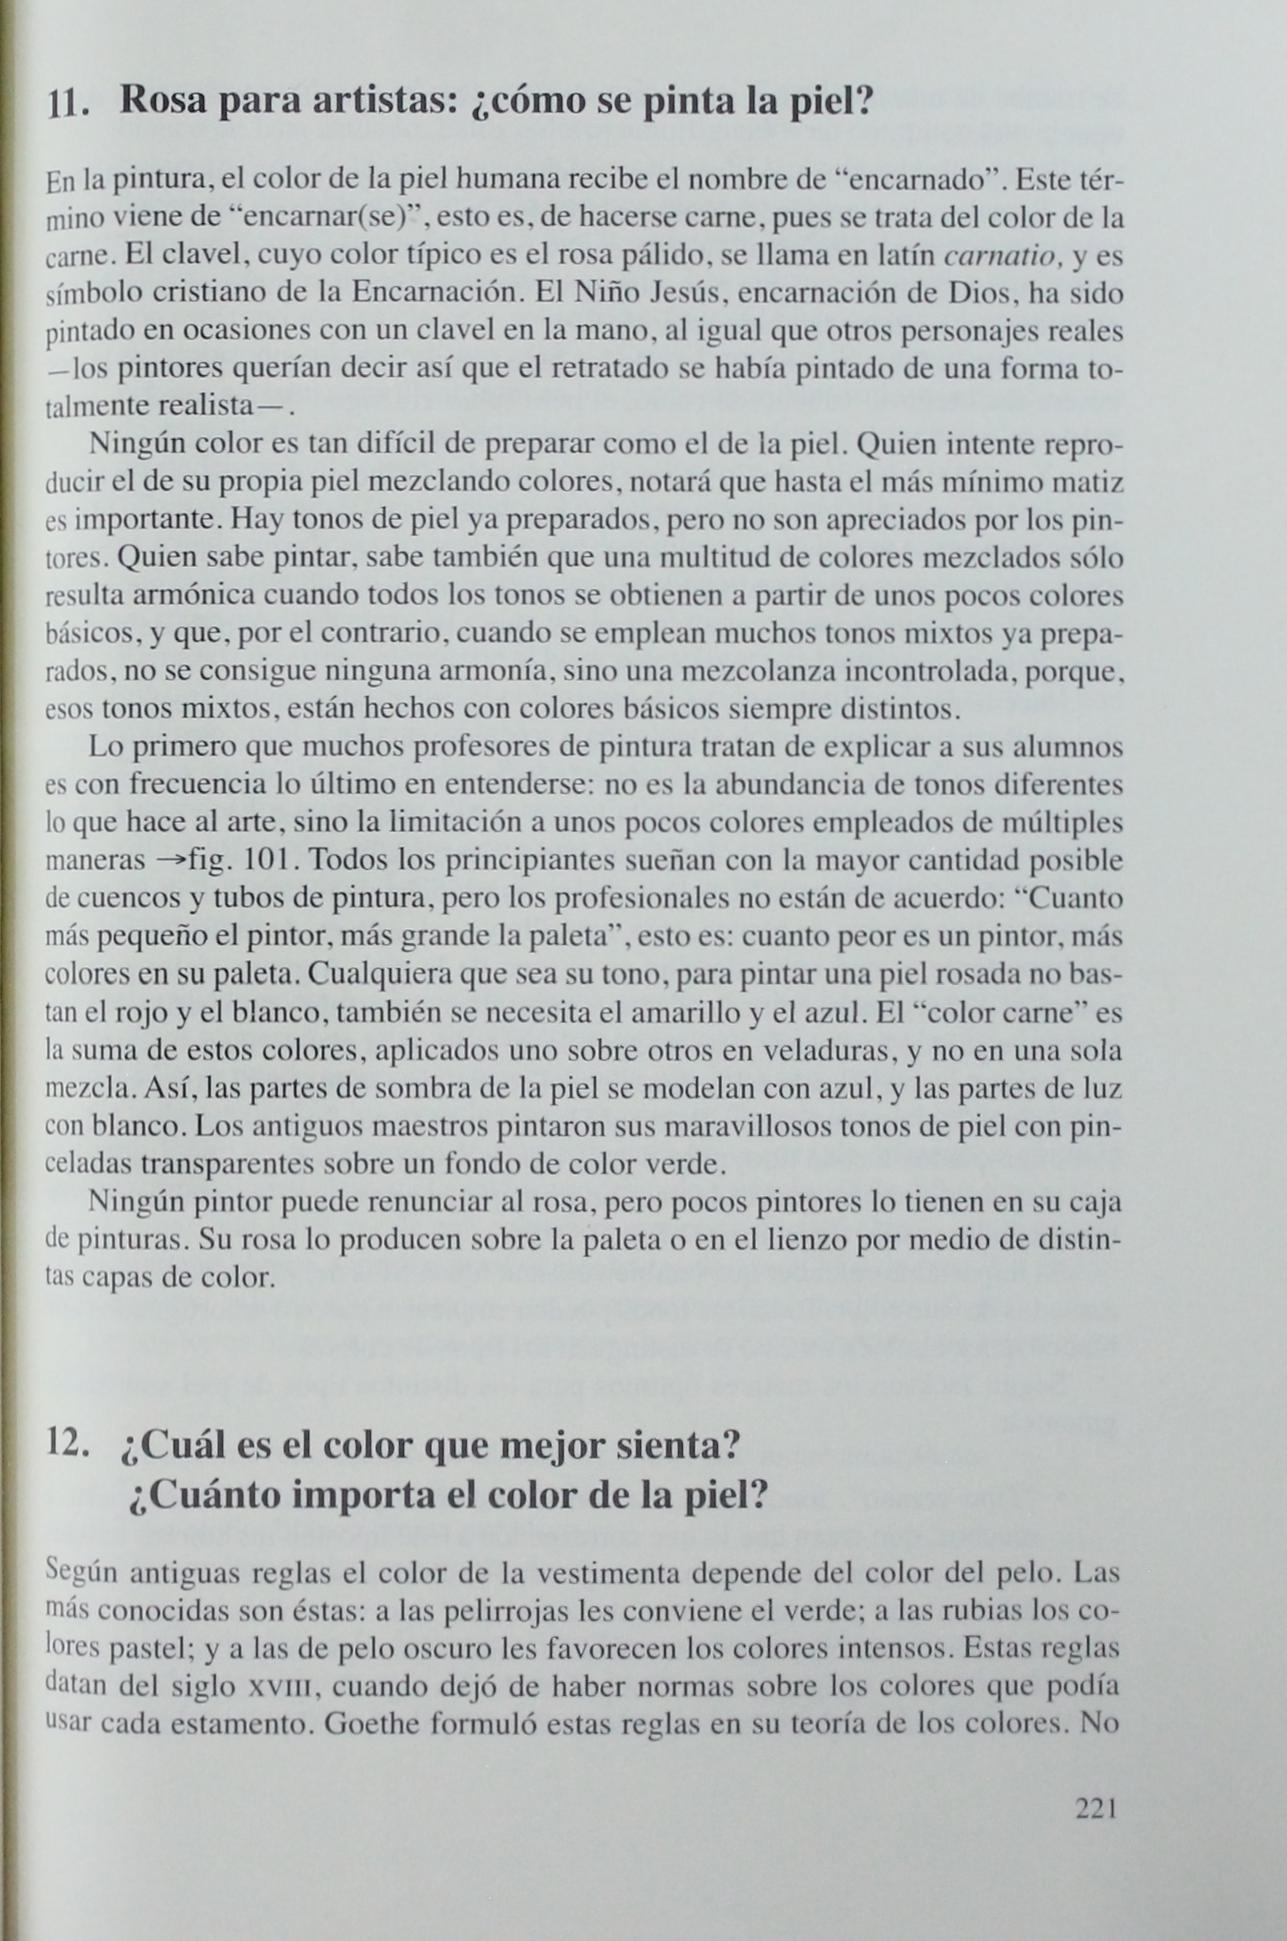 11. Rosa para artistas: ¿cómo se pinta la piel?
En la pintura, el color de la piel humana recibe el nombre de “encarnado”. Este tér-
mino viene de “encarnar(se)”, esto es, de hacerse carne, pues se trata del color de la
carne. El clavel, cuyo color típico es el rosa pálido, se llama en latín carnatio, y es
símbolo cristiano de la Encarnación. El Niño Jesús, encarnación de Dios, ha sido
pintado en ocasiones con un clavel en la mano, al igual que otros personajes reales
—los pintores querían decir así que el retratado se había pintado de una forma to-
talmente realista—.
Ningún color es tan difícil de preparar como el de la piel. Quien intente repro-
ducir el de su propia piel mezclando colores, notará que hasta el más mínimo matiz
es importante. Hay tonos de piel ya preparados, pero no son apreciados por los pin-
tores. Quien sabe pintar, sabe también que una multitud de colores mezclados sólo
resulta armónica cuando todos los tonos se obtienen a partir de unos pocos colores
básicos, y que, por el contrario, cuando se emplean muchos tonos mixtos ya prepa-
rados, no se consigue ninguna armonía, sino una mezcolanza incontrolada, porque,
esos tonos mixtos, están hechos con colores básicos siempre distintos.
Lo primero que muchos profesores de pintura tratan de explicar a sus alumnos
es con frecuencia lo último en entenderse: no es la abundancia de tonos diferentes
lo que hace al arte, sino la limitación a unos pocos colores empleados de múltiples
maneras →fig. 101. Todos los principiantes sueñan con la mayor cantidad posible
de cuencos y tubos de pintura, pero los profesionales no están de acuerdo: “Cuanto
más pequeño el pintor, más grande la paleta”, esto es: cuanto peor es un pintor, más
colores en su paleta. Cualquiera que sea su tono, para pintar una piel rosada no bas-
tan el rojo y el blanco, también se necesita el amarillo y el azul. El “color carne” es
la suma de estos colores, aplicados uno sobre otros en veladuras, y no en una sola
mezcla. Así, las partes de sombra de la piel se modelan con azul, y las partes de luz
con blanco. Los antiguos maestros pintaron sus maravillosos tonos de piel con pin-
celadas transparentes sobre un fondo de color verde.
Ningún pintor puede renunciar al rosa, pero pocos pintores lo tienen en su caja
de pinturas. Su rosa lo producen sobre la paleta o en el lienzo por medio de distin-
tas capas de color.
12. ¿Cuál es el color que mejor sienta?
¿Cuánto importa el color de la piel?
Según antiguas reglas el color de la vestimenta depende del color del pelo. Las
más conocidas son éstas: a las pelirrojas les conviene el verde; a las rubias los co-
lores pastel; y a las de pelo oscuro les favorecen los colores intensos. Estas reglas
datan del siglo XVIII, cuando dejó de haber normas sobre los colores que podía
usar cada estamento. Goethe formuló estas reglas en su teoría de los colores. No
221